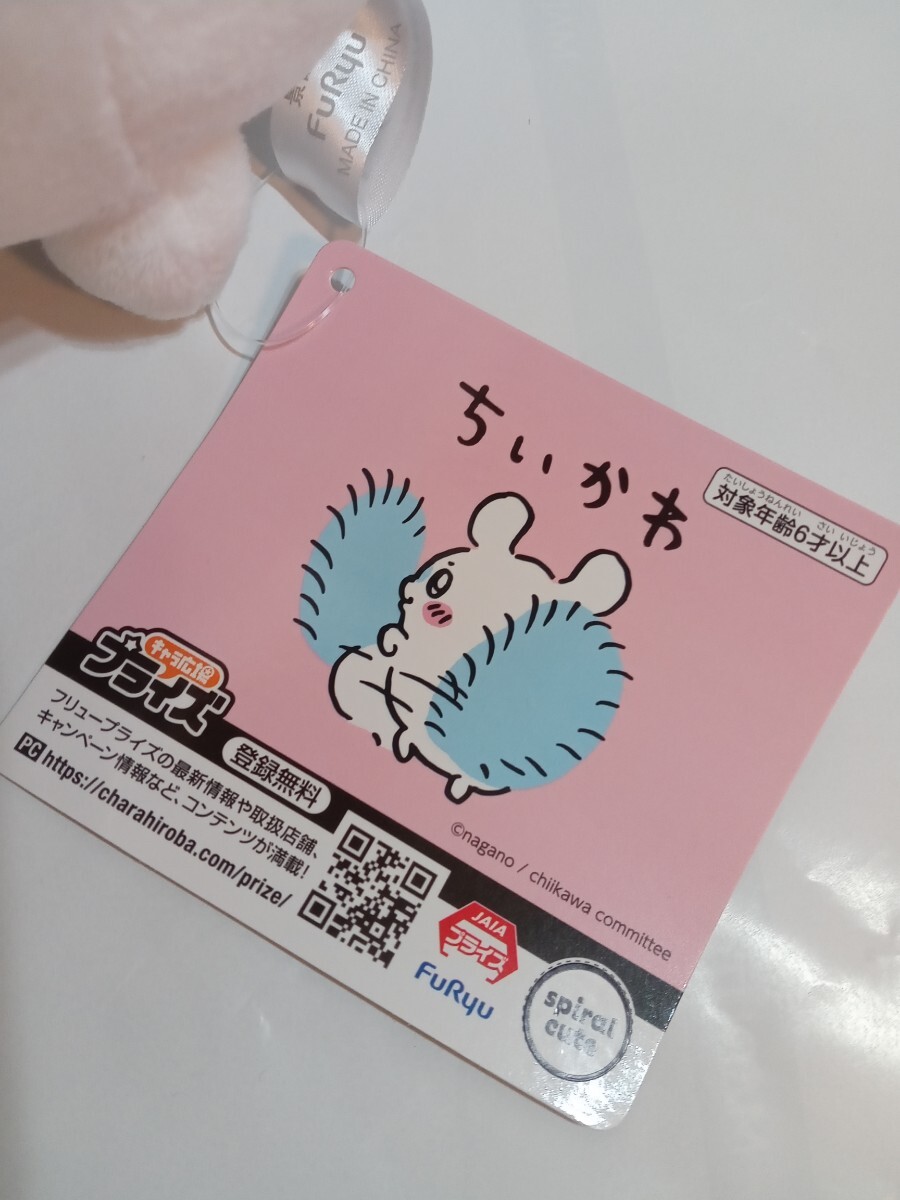 FuRyu
MADE IN CHINA
ちいかわ
たいしょうねんれい さい いじょう
対象年齢6才以上
キャラ広場
プライズ
登録無料
フリュープライズの最新情報や取扱店舗、
キャンペーン情報など、コンテンツが満載!
PC https://charahiroba.com/prize/
©nagano / chiikawa committee
JAIA
プライズ
FuRyu
spiral
cute